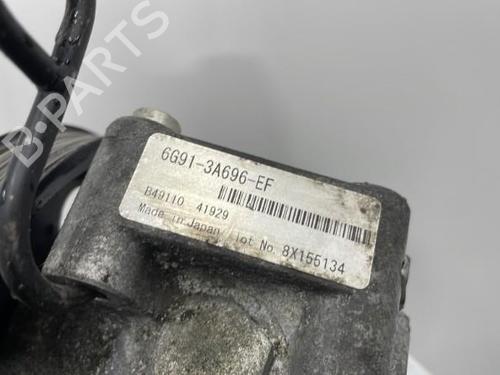 B-PARTS
6G91-3A696-EF
B49110 41929
Made in Japan Lot No. 8X155134